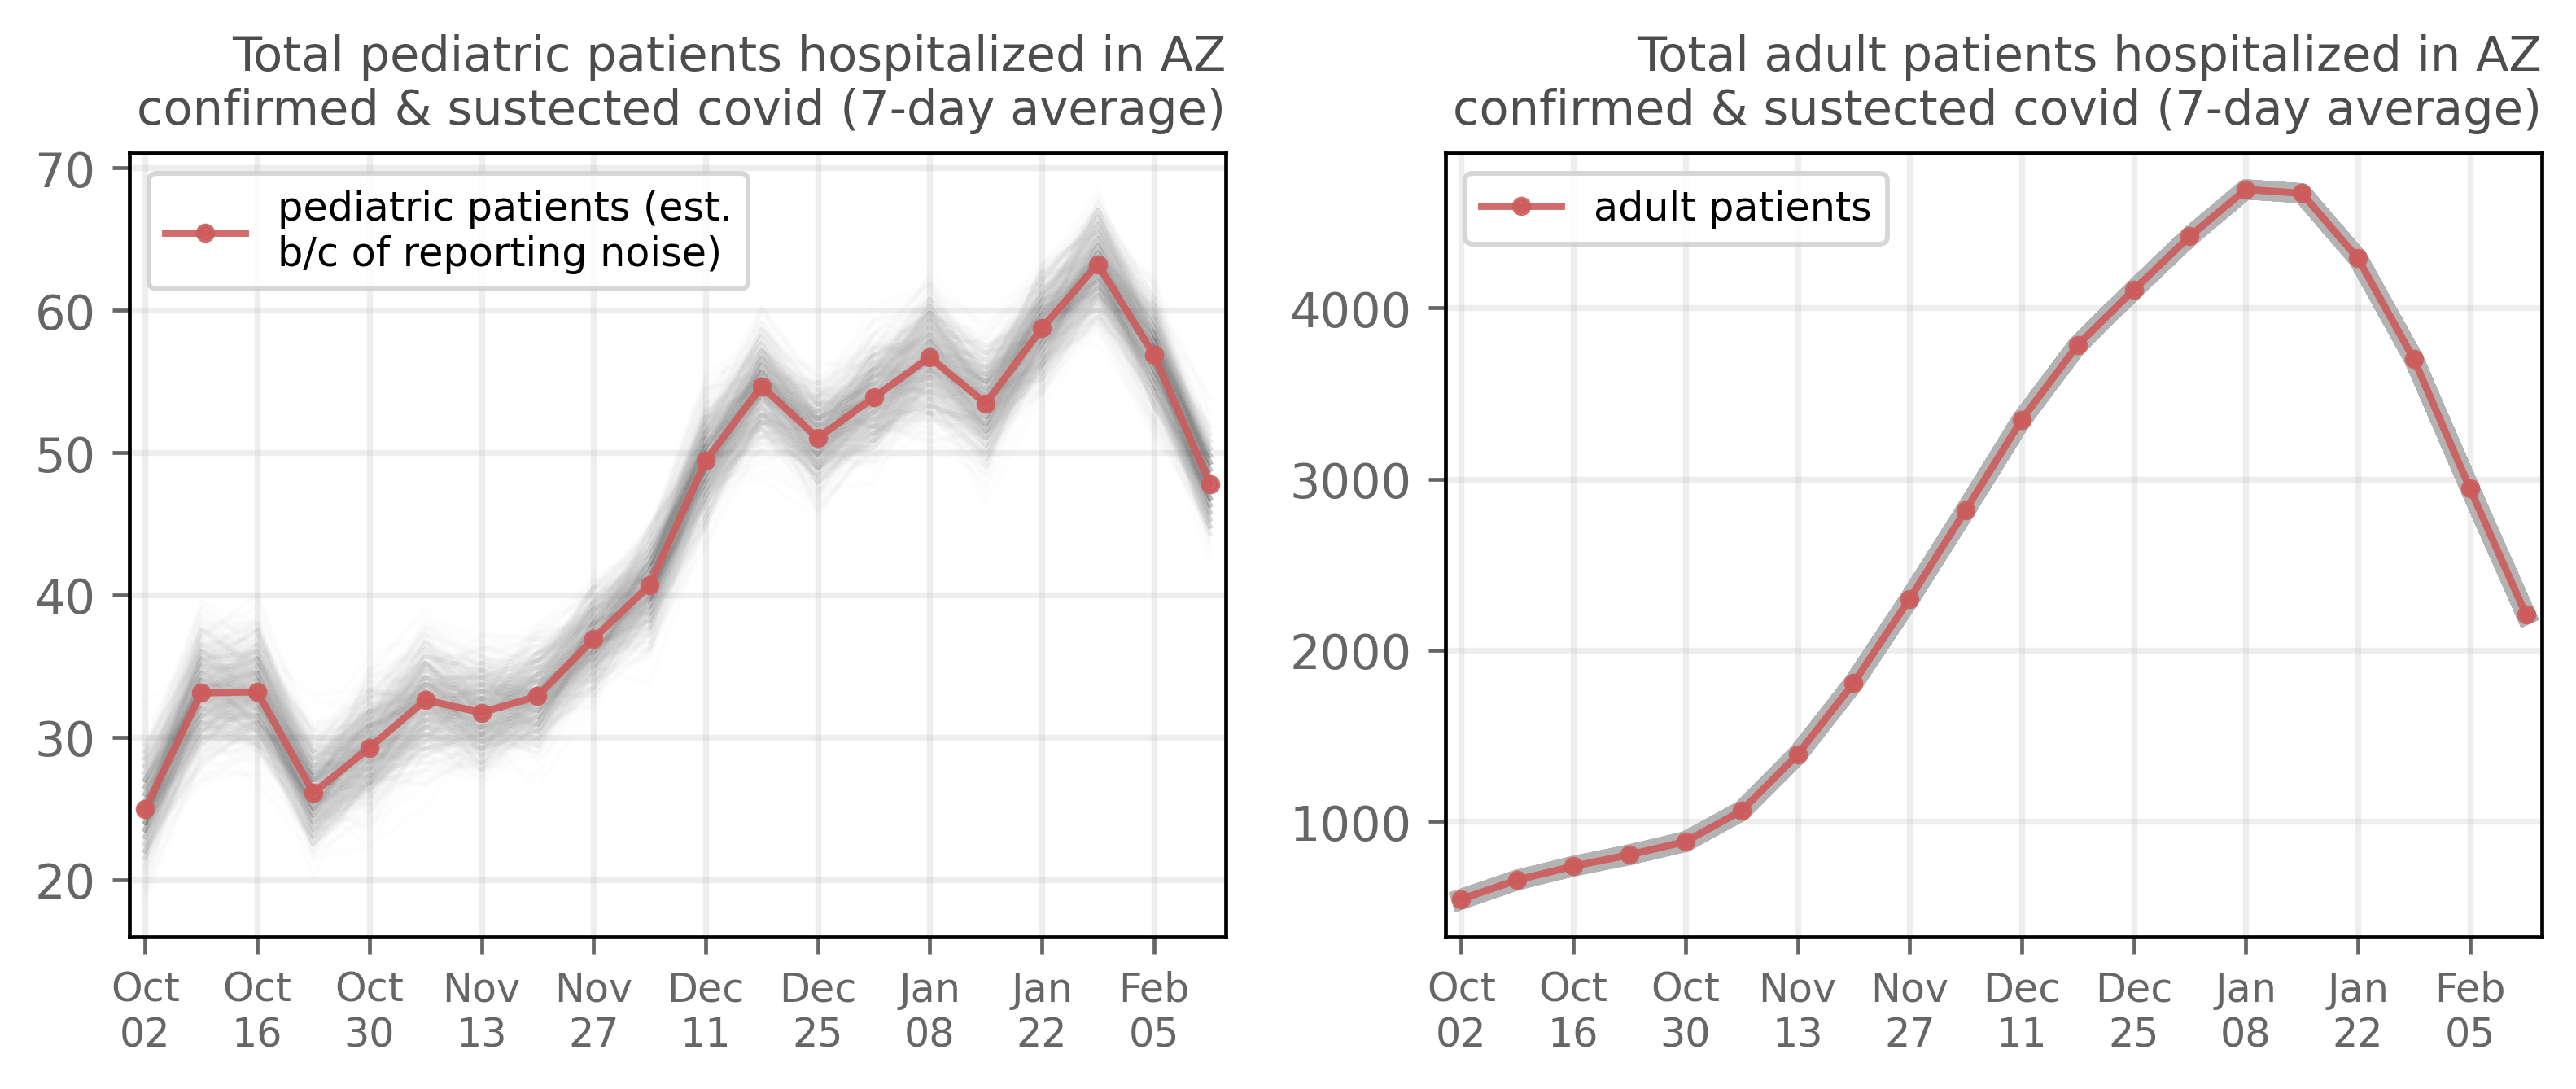 Total pediatric patients hospitalized in AZ
confirmed & sustected covid (7-day average)
pediatric patients (est.
b/c of reporting noise)
70
60
50
40
30
20
Oct Oct Oct Nov Nov Dec Dec Jan Jan Feb
02 16 30 13 27 11 25 08 22 05
Total adult patients hospitalized in AZ
confirmed & sustected covid (7-day average)
adult patients
4000
3000
2000
1000
Oct Oct Oct Nov Nov Dec Dec Jan Jan Feb
02 16 30 13 27 11 25 08 22 05